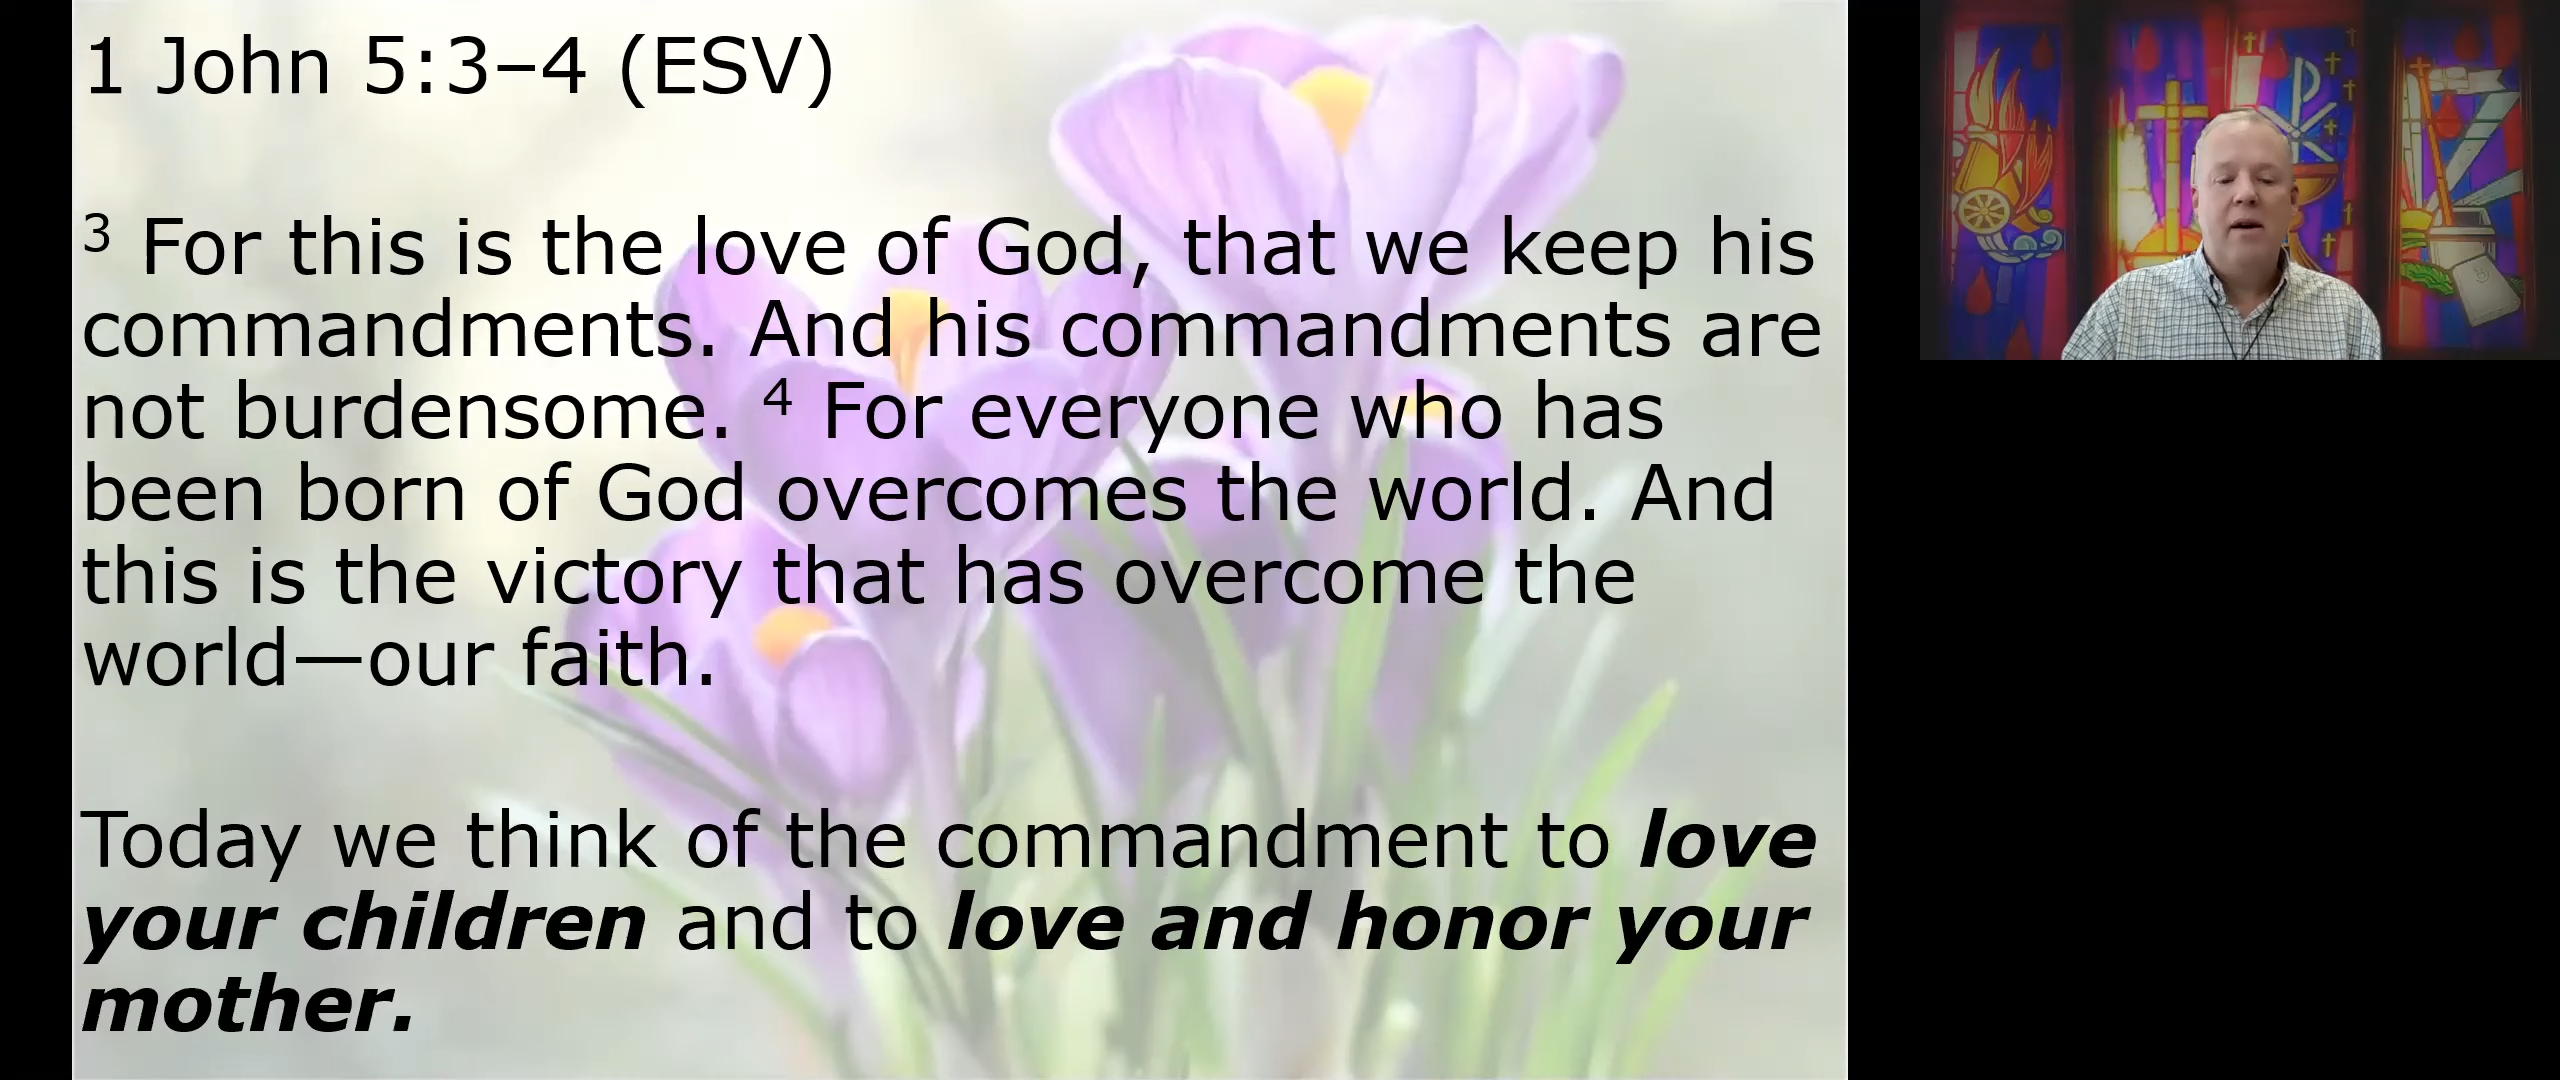 1 John 5:3–4 (ESV)
3 For this is the love of God, that we keep his
commandments. And his commandments are
not burdensome. 4 For everyone who has
been born of God overcomes the world. And
this is the victory that has overcome the
world—our faith.
Today we think of the commandment to love
your children and to love and honor your
mother.